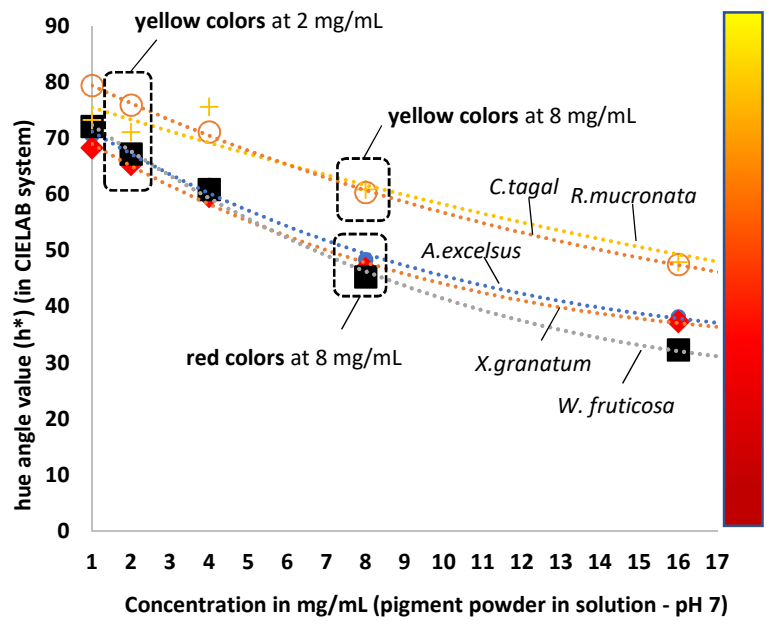 yellow colors at 2 mg/mL
yellow colors at 8 mg/mL
C.tagal
R.mucronata
A.excelsus
red colors at 8 mg/mL
X.granatum
W. fruticosa
hue angle value (h*) (in CIELAB system)
90
80
70
60
50
40
30
20
10
0
1 2 3 4 5 6 7 8 9 10 11 12 13 14 15 16 17
Concentration in mg/mL (pigment powder in solution - pH 7)